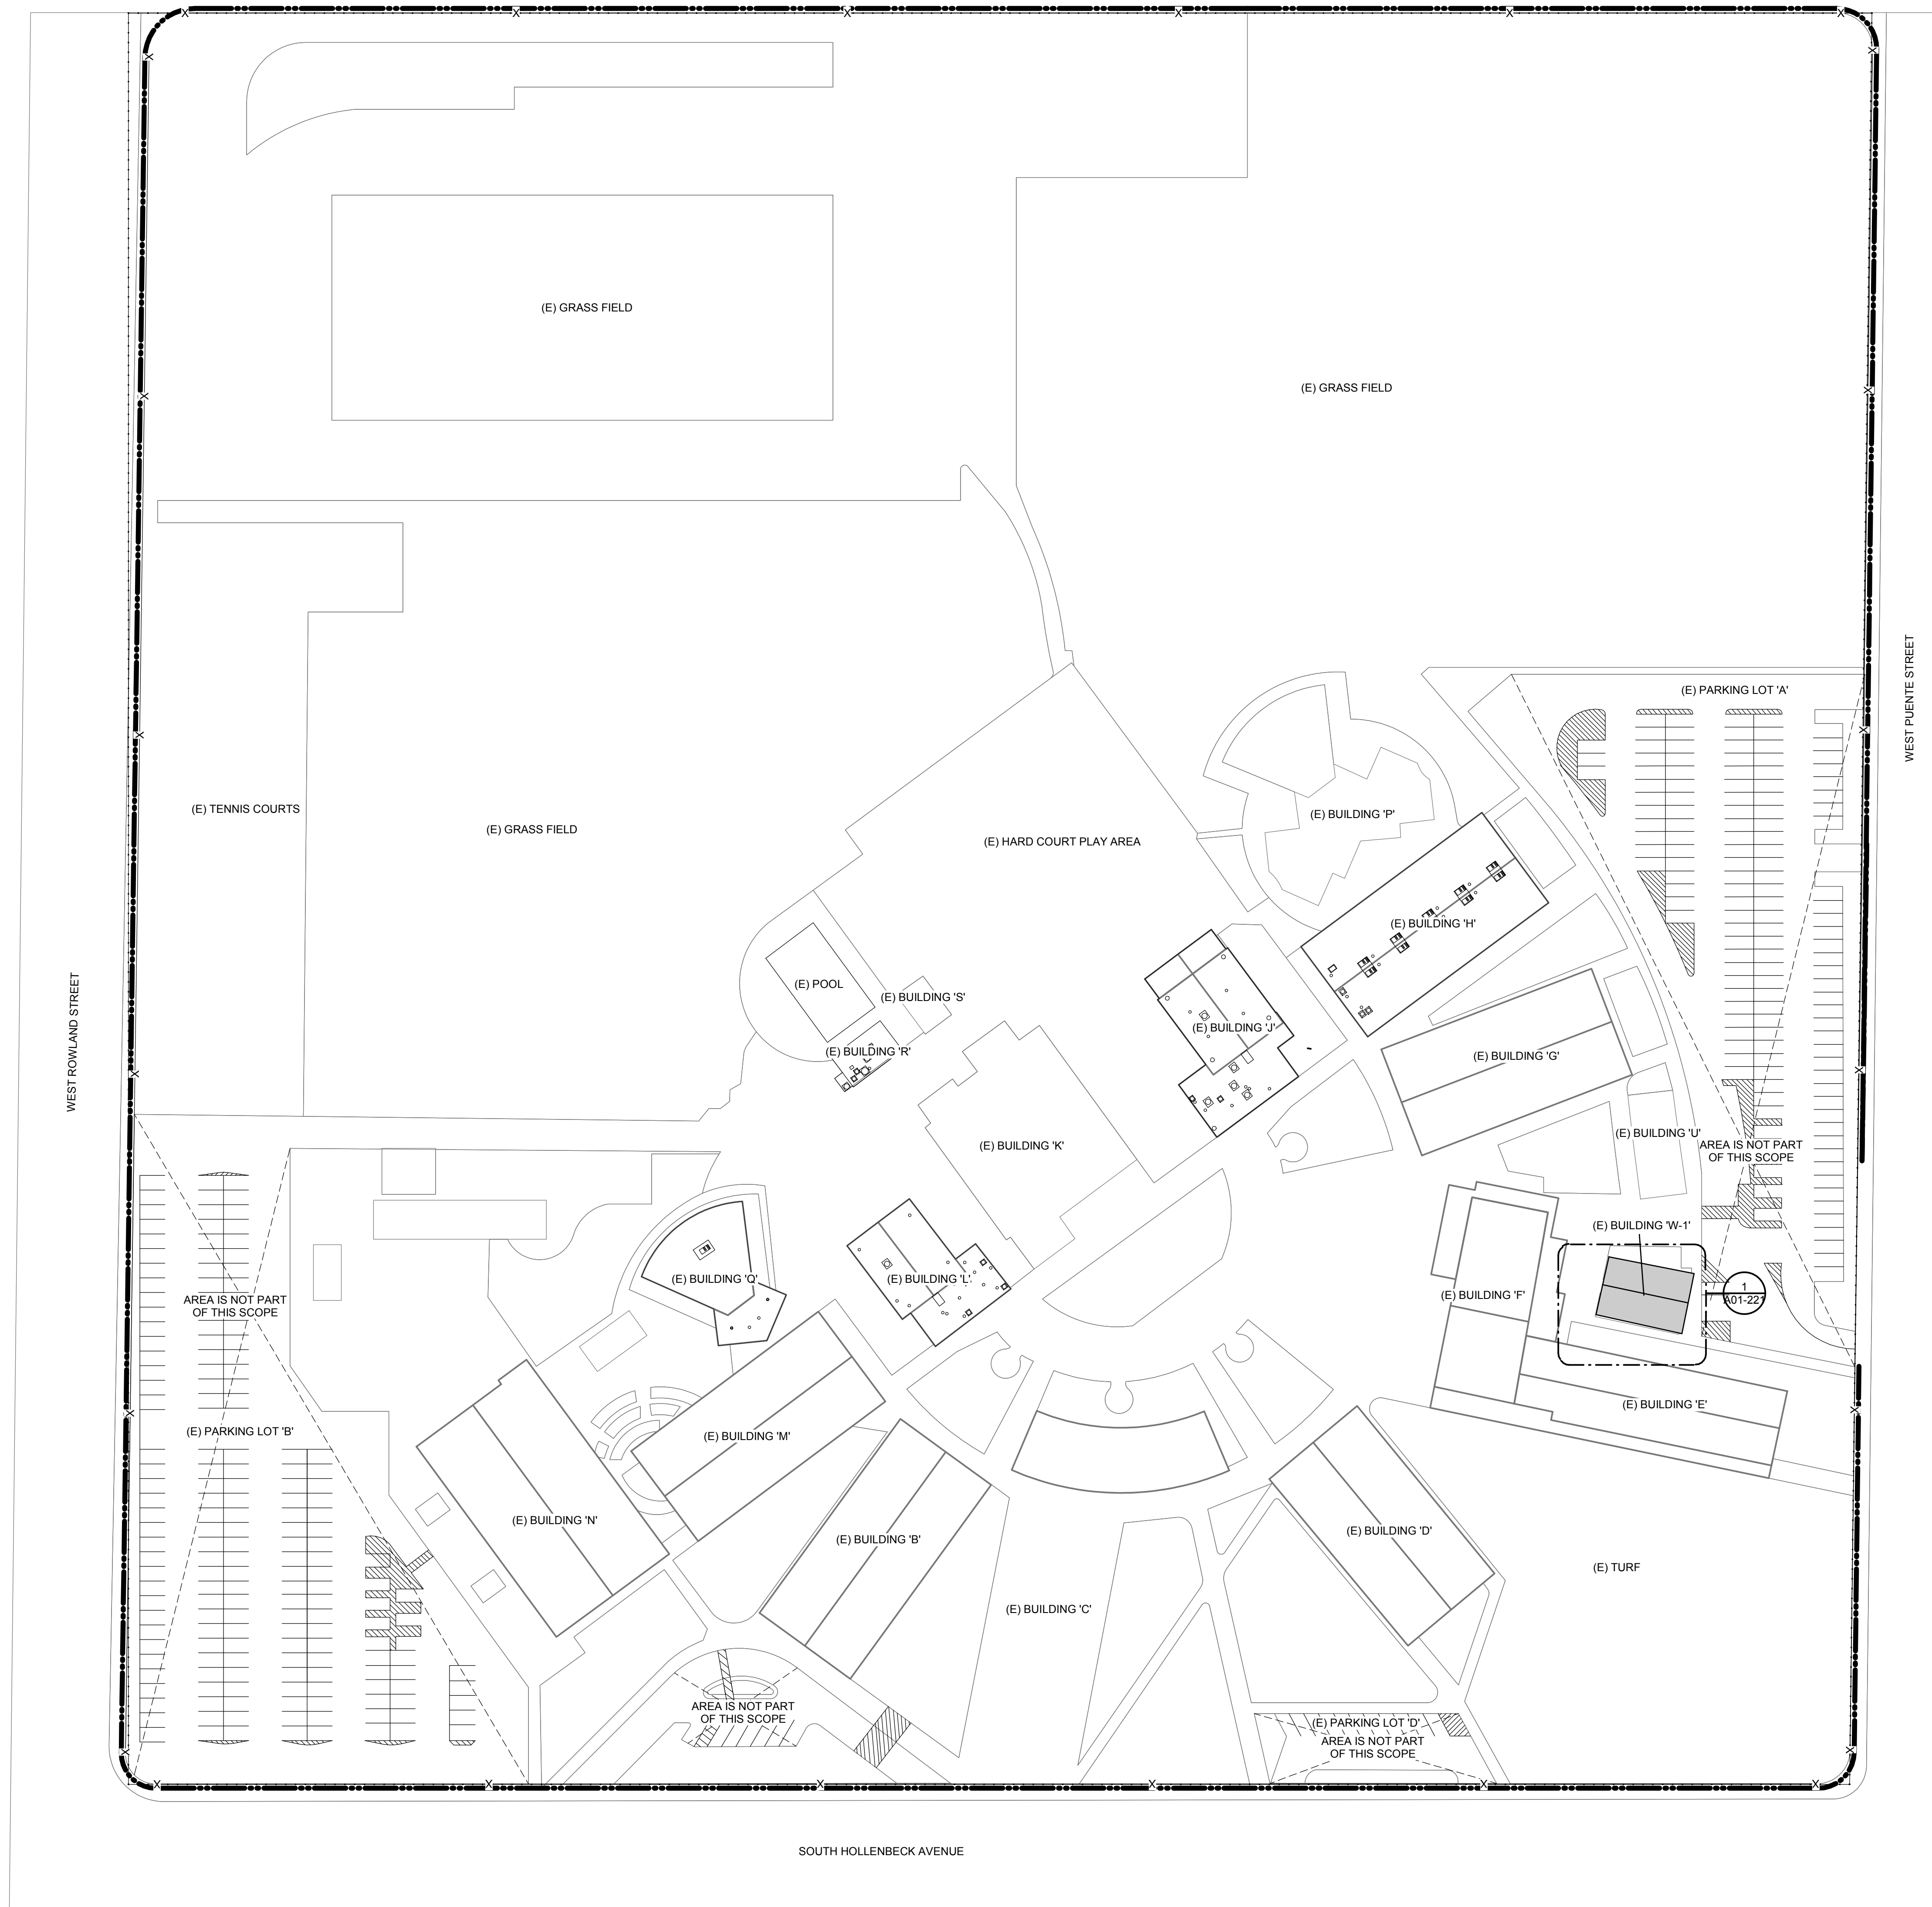 (E) GRASS FIELD
(E) GRASS FIELD
WEST PUENTE STREET
(E) PARKING LOT 'A'
(E) TENNIS COURTS
(E) GRASS FIELD
(E) HARD COURT PLAY AREA
(E) BUILDING 'P'
(E) BUILDING 'H'
(E) POOL
(E) BUILDING 'S'
(E) BUILDING 'J'
WEST ROWLAND STREET
(E) BUILDING 'R'
(E) BUILDING 'G'
(E) BUILDING 'K'
(E) BUILDING 'U'
AREA IS NOT PART
OF THIS SCOPE
(E) BUILDING 'W-1'
(E) BUILDING 'Q'
(E) BUILDING 'L'
(E) BUILDING 'F'
1
A01-221
AREA IS NOT PART
OF THIS SCOPE
(E) BUILDING 'E'
(E) PARKING LOT 'B'
(E) BUILDING 'M'
(E) BUILDING 'N'
(E) BUILDING 'B'
(E) BUILDING 'D'
(E) TURF
(E) BUILDING 'C'
AREA IS NOT PART
OF THIS SCOPE
(E) PARKING LOT 'D'
AREA IS NOT PART
OF THIS SCOPE
SOUTH HOLLENBECK AVENUE